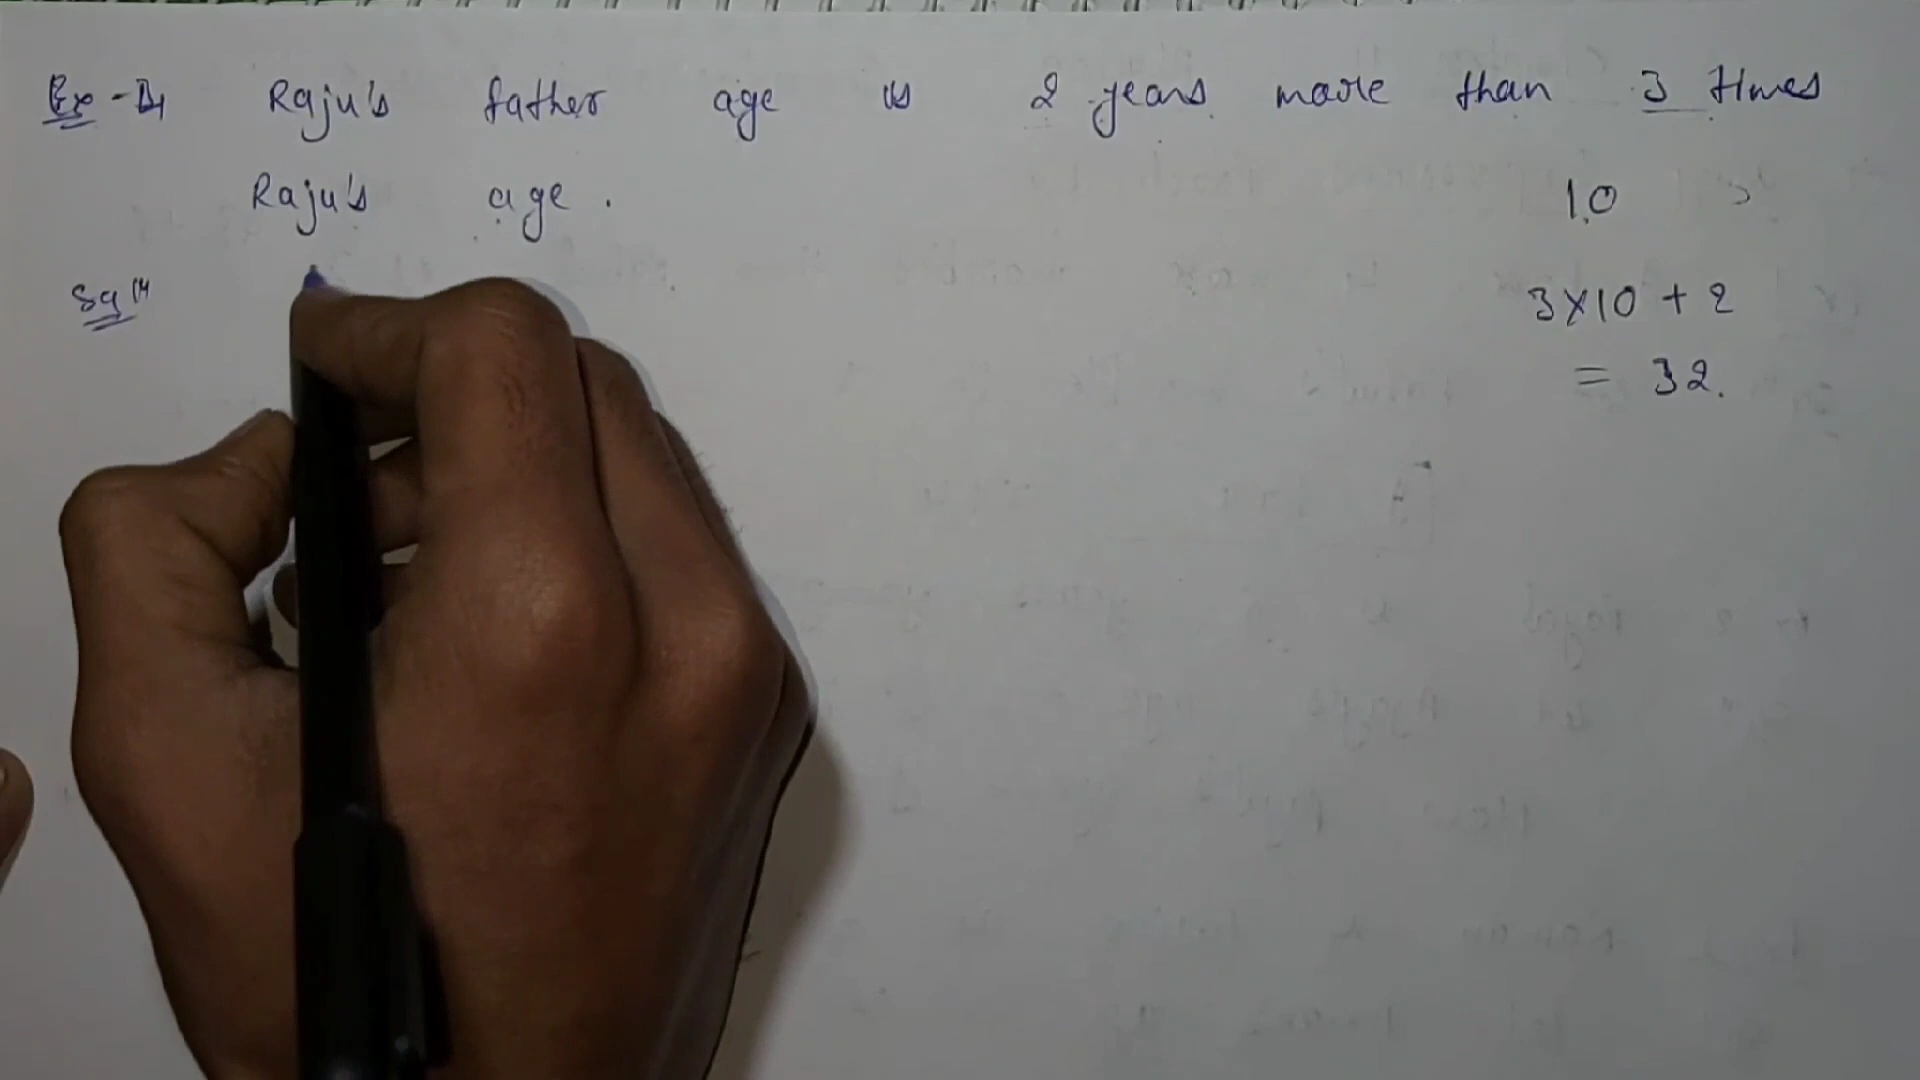 Ex - 4 Raju's father age is 2 years more than 3 times
Raju's age.
10
Sqn
3 x 10 + 2
= 32.